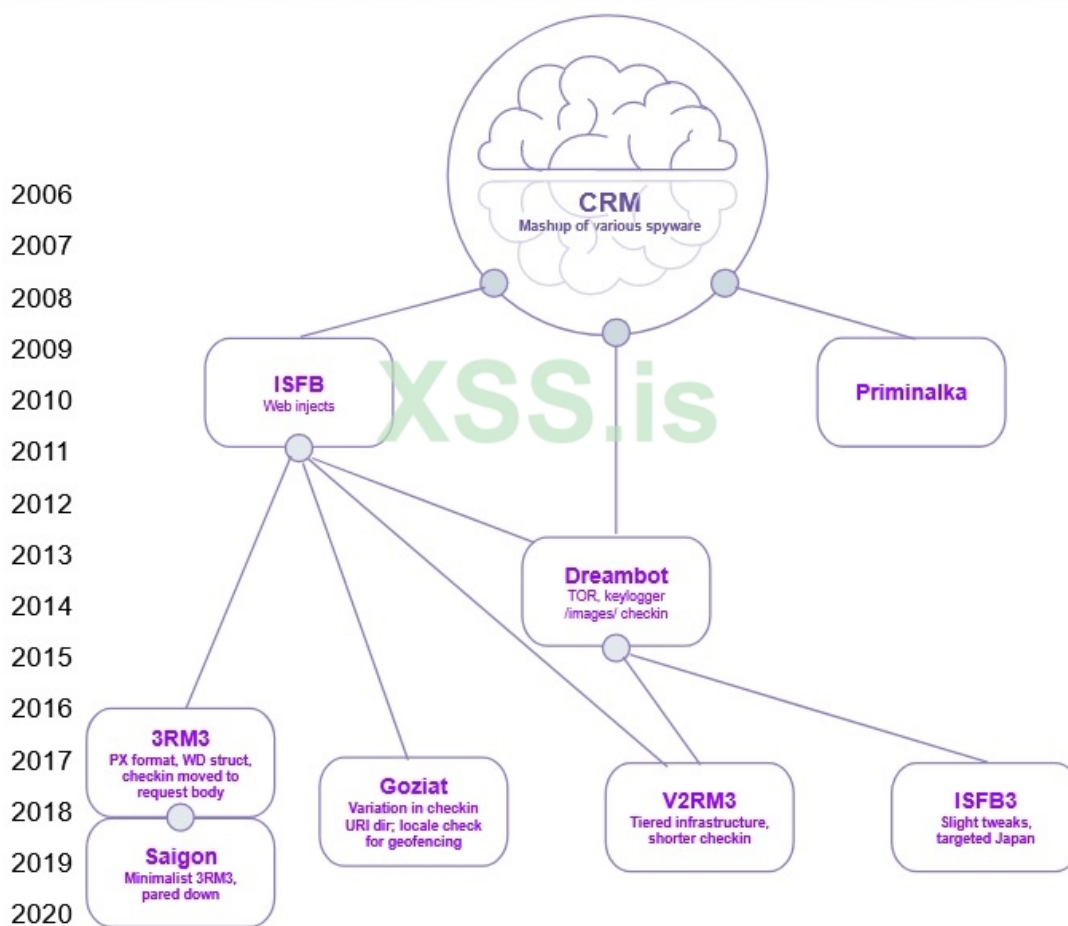 CRM
Mashup of various spyware
2006
2007
2008
2009
2010
2011
2012
2013
2014
2015
2016
2017
2018
2019
2020
ISFB
Web injects
XSS.is
Priminalka
Dreambot
TOR, keylogger
/images/ checkin
3RM3
PX format, WD struct,
checkin moved to
request body
Goziat
Variation in checkin
URI dir; locale check
for geofencing
V2RM3
Tiered infrastructure,
shorter checkin
ISFB3
Slight tweaks,
targeted Japan
Saigon
Minimalist 3RM3,
pared down